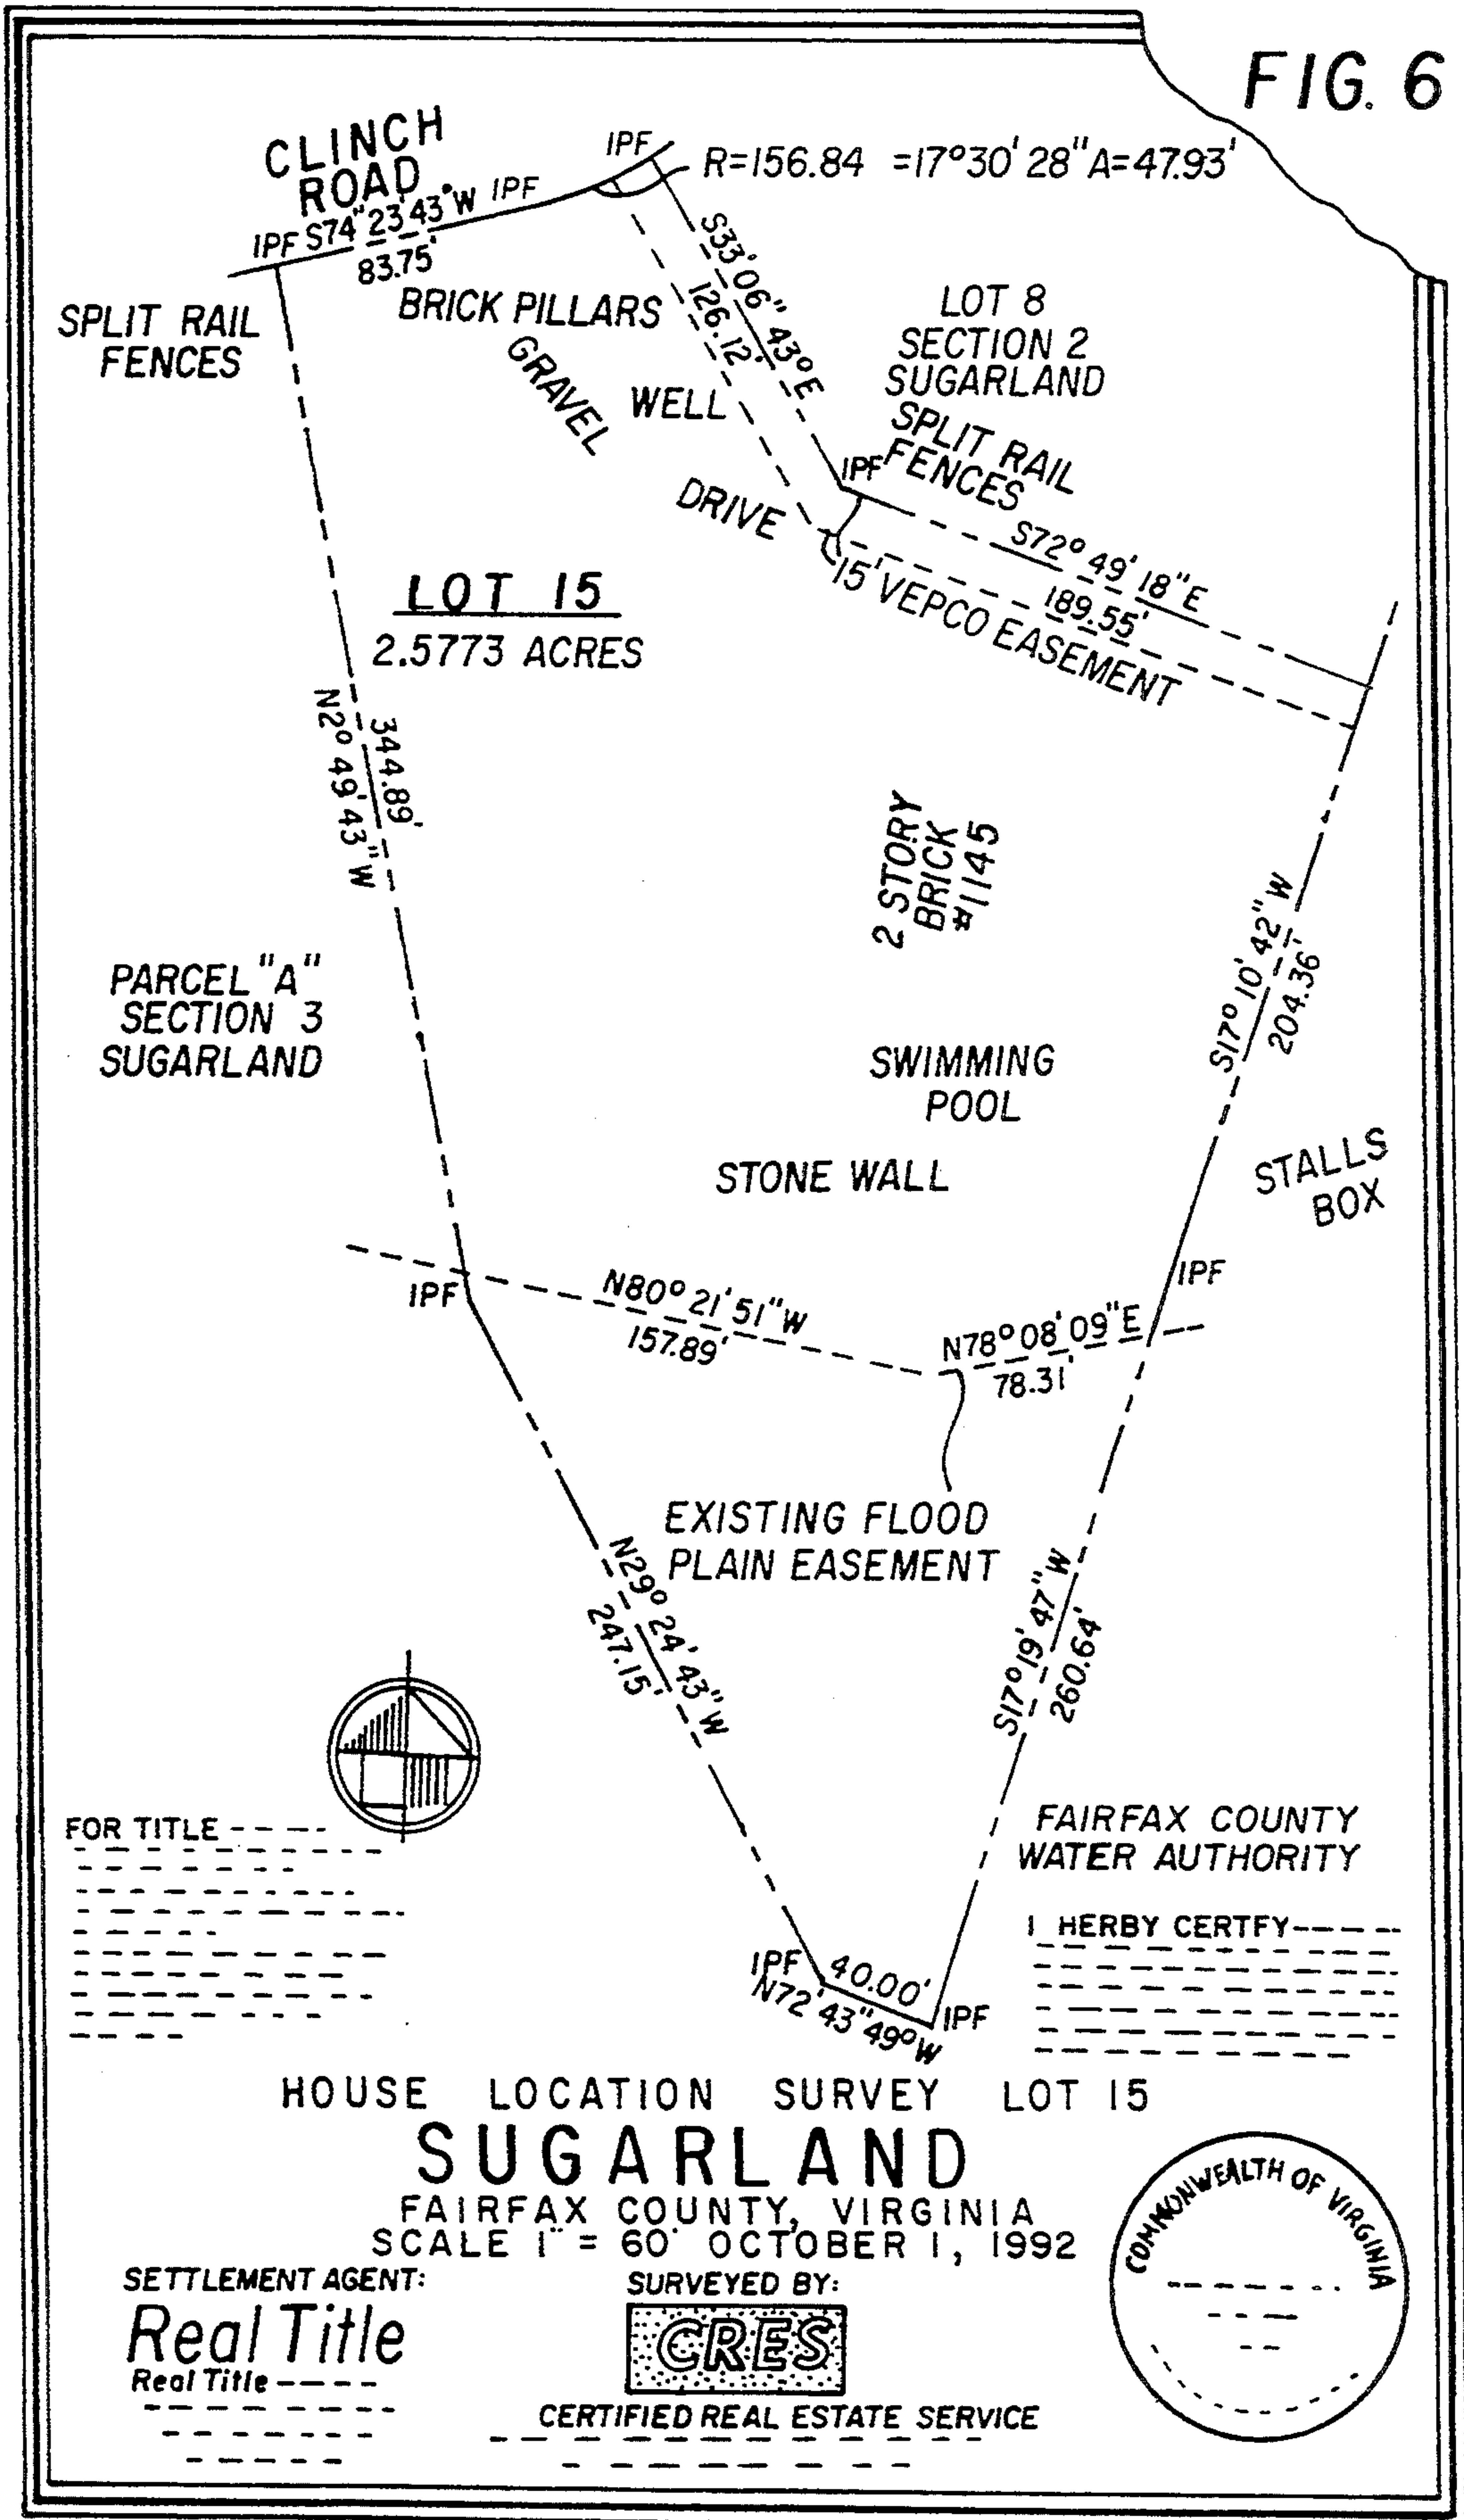 FIG. 6
CLINCH
ROAD
IPF
R=156.84 =17°30'28"A=47.93'
IPF
IPF S74"23'43°W
83.75'
S33'06"43°E
126.12'
SPLIT RAIL
FENCES
BRICK PILLARS
GRAVEL
WELL
DRIVE
LOT 8
SECTION 2
SUGARLAND
SPLIT RAIL
FENCES
IPF
S72°49'18"E
189.55'
15' VEPCO EASEMENT
LOT 15
2.5773 ACRES
344.89'
N2°49'43"W
2 STORY
BRICK
#1145
S17°10'42"W
204.36'
PARCEL "A"
SECTION 3
SUGARLAND
SWIMMING
POOL
STONE WALL
STALLS
BOX
IPF
IPF
N80°21'51"W
157.89'
N78°08'09"E
78.31'
EXISTING FLOOD
PLAIN EASEMENT
N29°24'43"W
247.15'
S17°19'47"W
260.64'
FOR TITLE
FAIRFAX COUNTY
WATER AUTHORITY
I HERBY CERTFY
IPF
40.00'
N72'43"49°W
IPF
HOUSE LOCATION SURVEY LOT 15
SUGARLAND
FAIRFAX COUNTY, VIRGINIA
SCALE 1" = 60' OCTOBER 1, 1992
COMMONWEALTH OF VIRGINIA
SETTLEMENT AGENT:
Real Title
Real Title
SURVEYED BY:
CRES
CERTIFIED REAL ESTATE SERVICE